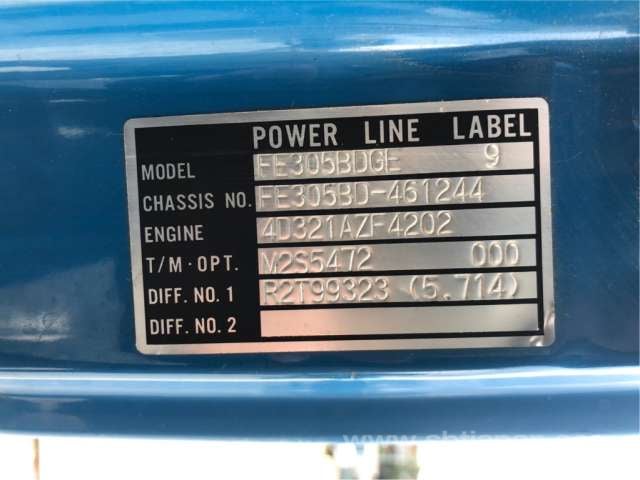 POWER LINE LABEL
MODEL FE305BDGE 9
CHASSIS NO. FE305BD-461244
ENGINE 4D321AZF4202
T/M·OPT. M2S5472 000
DIFF. NO. 1 R2T99323 (5.714)
DIFF. NO. 2